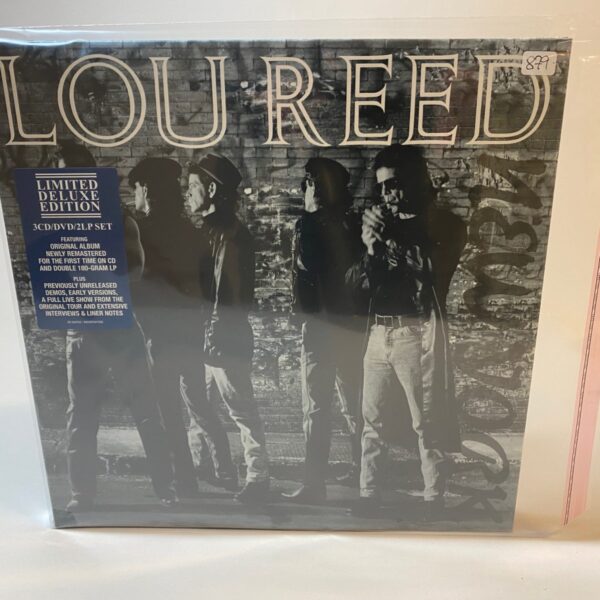 LOU REED
879
NEW YORK
LIMITED
DELUXE
EDITION
3CD/DVD/2LP SET
FEATURING
ORIGINAL ALBUM
NEWLY REMASTERED
FOR THE FIRST TIME ON CD
AND DOUBLE 180-GRAM LP
PLUS
PREVIOUSLY UNRELEASED
DEMOS, EARLY VERSIONS,
A FULL LIVE SHOW FROM THE
ORIGINAL TOUR AND EXTENSIVE
INTERVIEWS & LINER NOTES